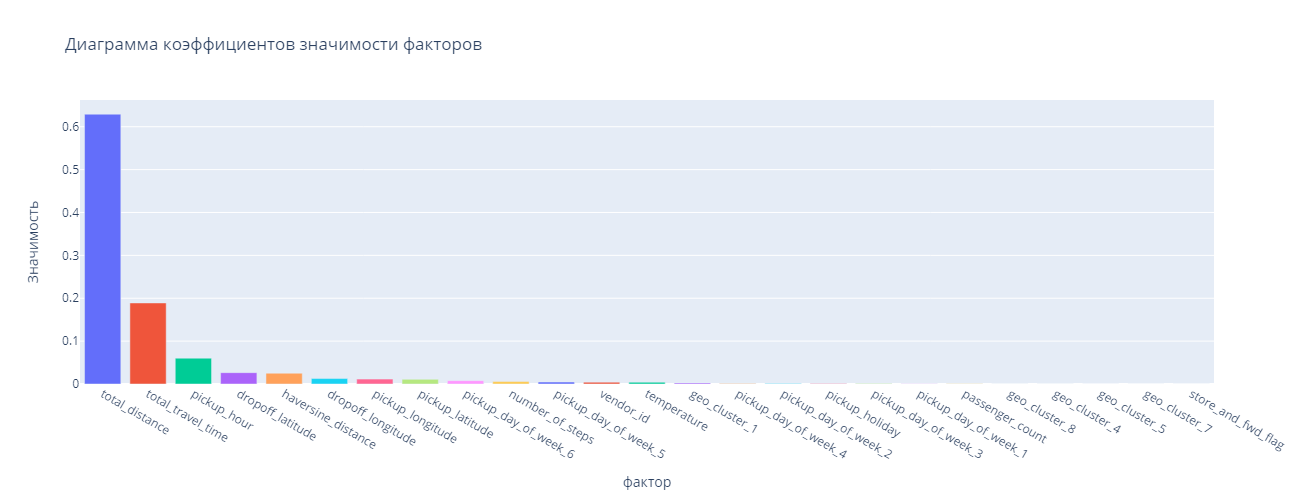 Диаграмма коэффициентов значимости факторов
Значимость
0.6
0.5
0.4
0.3
0.2
0.1
0
total_distance
total_travel_time
pickup_hour
dropoff_latitude
haversine_distance
dropoff_longitude
pickup_longitude
pickup_latitude
pickup_day_of_week_6
number_of_steps
pickup_day_of_week_5
vendor_id
temperature
geo_cluster_1
pickup_day_of_week_4
pickup_day_of_week_2
pickup_holiday
pickup_day_of_week_3
pickup_day_of_week_1
passenger_count
geo_cluster_8
geo_cluster_4
geo_cluster_5
geo_cluster_7
store_and_fwd_flag
фактор